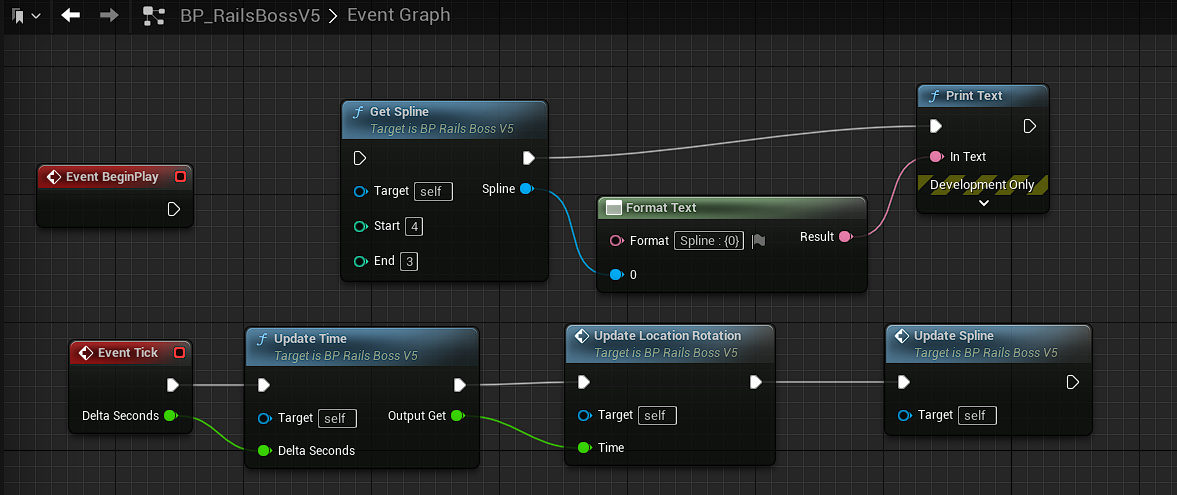 BP_RailsBossV5 > Event Graph
Print Text
In Text
Development Only
Get Spline
Target is BP Rails Boss V5
Target self
Spline
Start 4
End 3
Event BeginPlay
Format Text
Format Spline : {0}
Result
0
Event Tick
Delta Seconds
Update Time
Target is BP Rails Boss V5
Target self
Output Get
Delta Seconds
Update Location Rotation
Target is BP Rails Boss V5
Target self
Time
Update Spline
Target is BP Rails Boss V5
Target self